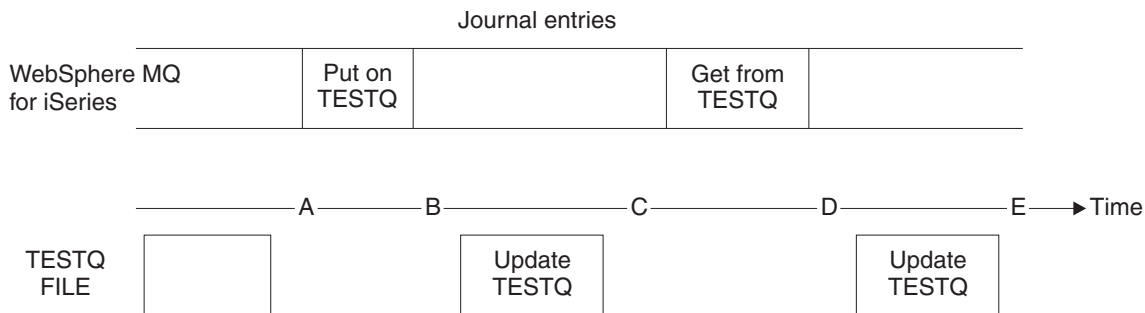 Journal entries
WebSphere MQ
for iSeries
Put on
TESTQ
Get from
TESTQ
A B C D E Time
TESTQ
FILE
Update
TESTQ
Update
TESTQ